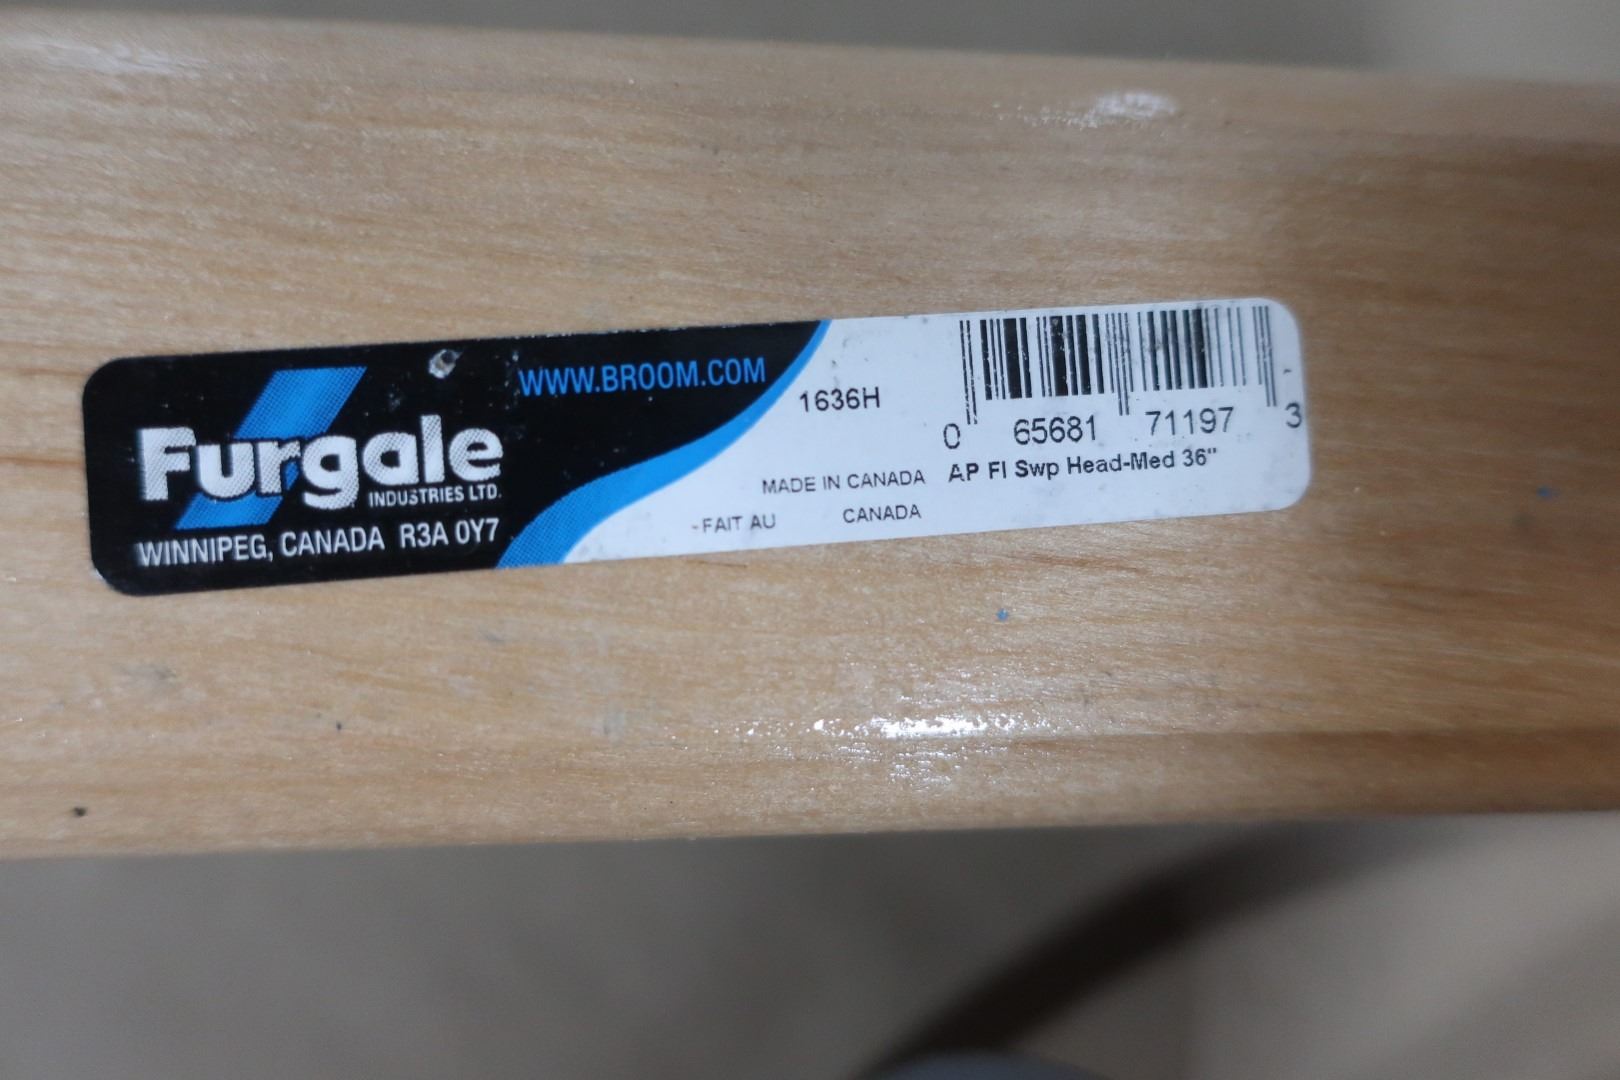 WWW.BROOM.COM
Furgale
INDUSTRIES LTD.
WINNIPEG, CANADA R3A 0Y7
1636H
MADE IN CANADA
-FAIT AU CANADA
0 65681 71197 3
AP Fl Swp Head-Med 36"